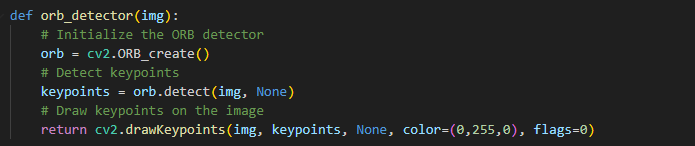 def orb_detector(img):
    # Initialize the ORB detector
    orb = cv2.ORB_create()
    # Detect keypoints
    keypoints = orb.detect(img, None)
    # Draw keypoints on the image
    return cv2.drawKeypoints(img, keypoints, None, color=(0,255,0), flags=0)